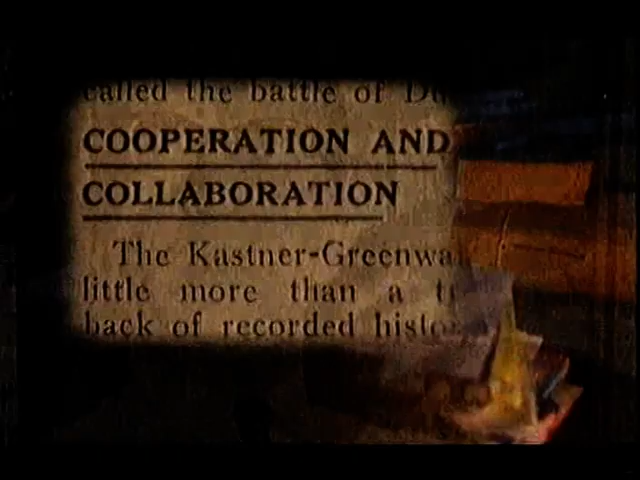 called the battle of
COOPERATION AND
COLLABORATION
The Kastner-Greenwa
little more than a
back of recorded histo